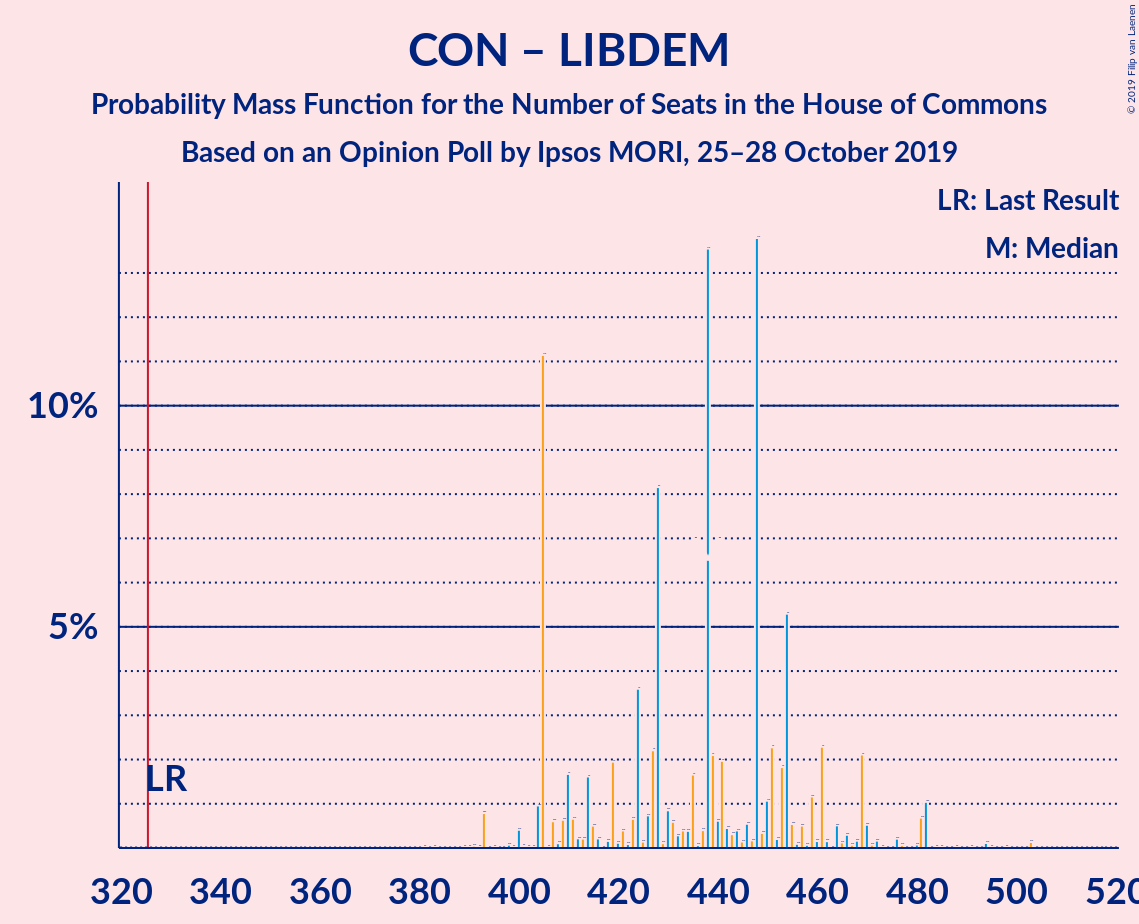 CON – LIBDEM
Probability Mass Function for the Number of Seats in the House of Commons
Based on an Opinion Poll by Ipsos MORI, 25–28 October 2019
© 2019 Filip van Laenen
LR: Last Result
M: Median
10%
5%
LR
320 340 360 380 400 420 440 460 480 500 520